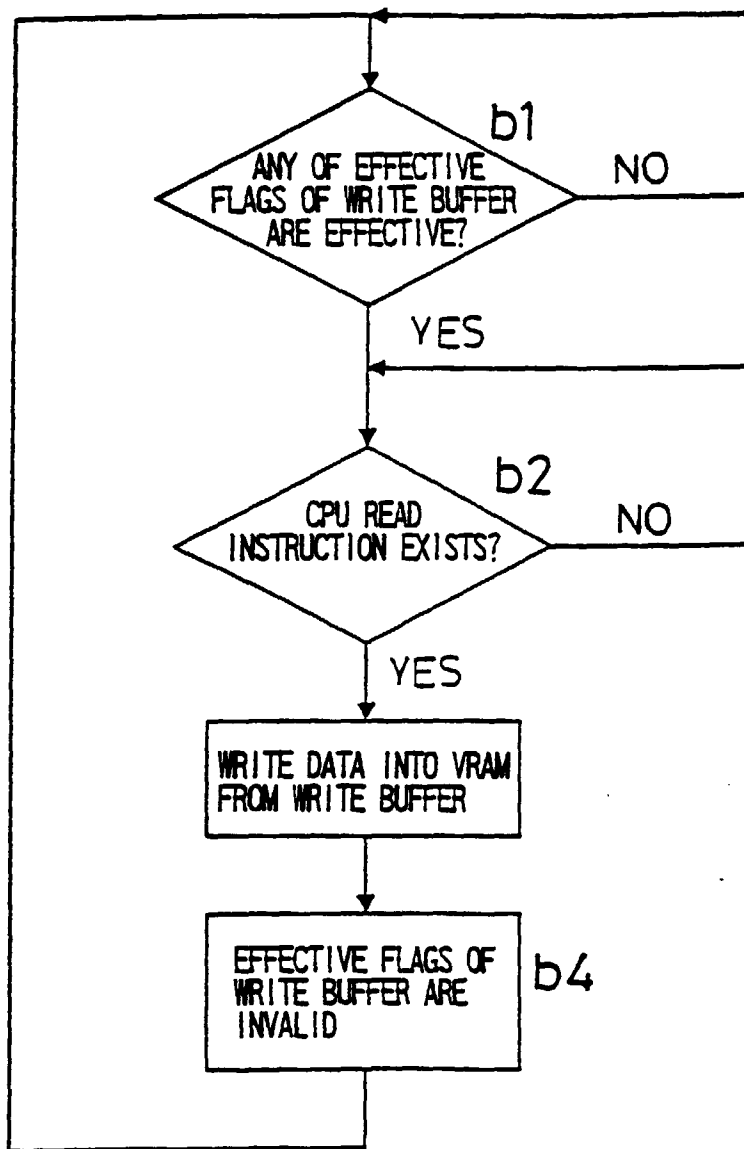 b1
ANY OF EFFECTIVE
FLAGS OF WRITE BUFFER
ARE EFFECTIVE?
NO
YES
b2
CPU READ
INSTRUCTION EXISTS?
NO
YES
WRITE DATA INTO VRAM
FROM WRITE BUFFER
EFFECTIVE FLAGS OF
WRITE BUFFER ARE
INVALID
b4